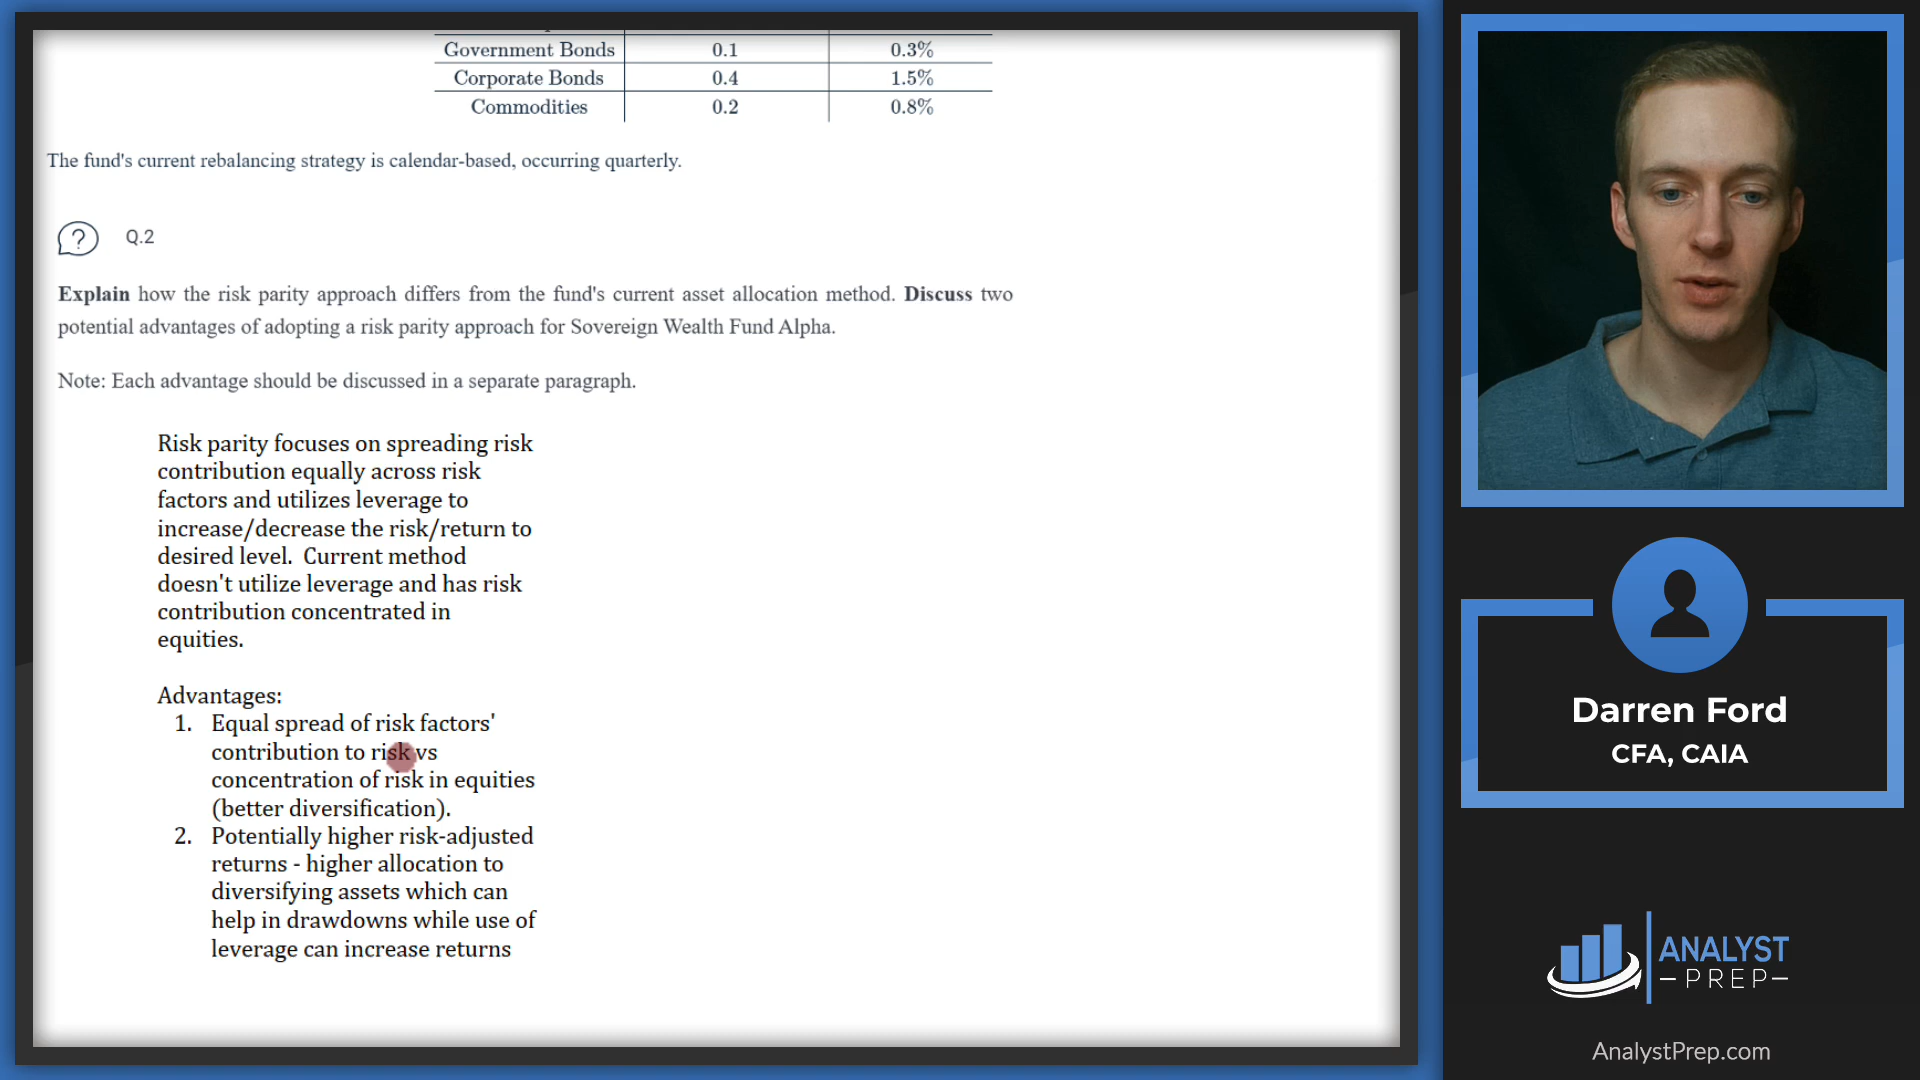 Government Bonds 0.1 0.3%
Corporate Bonds 0.4 1.5%
Commodities 0.2 0.8%
The fund's current rebalancing strategy is calendar-based, occurring quarterly.
? Q.2
Explain how the risk parity approach differs from the fund's current asset allocation method. Discuss two
potential advantages of adopting a risk parity approach for Sovereign Wealth Fund Alpha.
Note: Each advantage should be discussed in a separate paragraph.
Risk parity focuses on spreading risk
contribution equally across risk
factors and utilizes leverage to
increase/decrease the risk/return to
desired level. Current method
doesn't utilize leverage and has risk
contribution concentrated in
equities.
Advantages:
1. Equal spread of risk factors'
contribution to risk vs
concentration of risk in equities
(better diversification).
2. Potentially higher risk-adjusted
returns - higher allocation to
diversifying assets which can
help in drawdowns while use of
leverage can increase returns
Darren Ford
CFA, CAIA
ANALYST
PREP
AnalystPrep.com